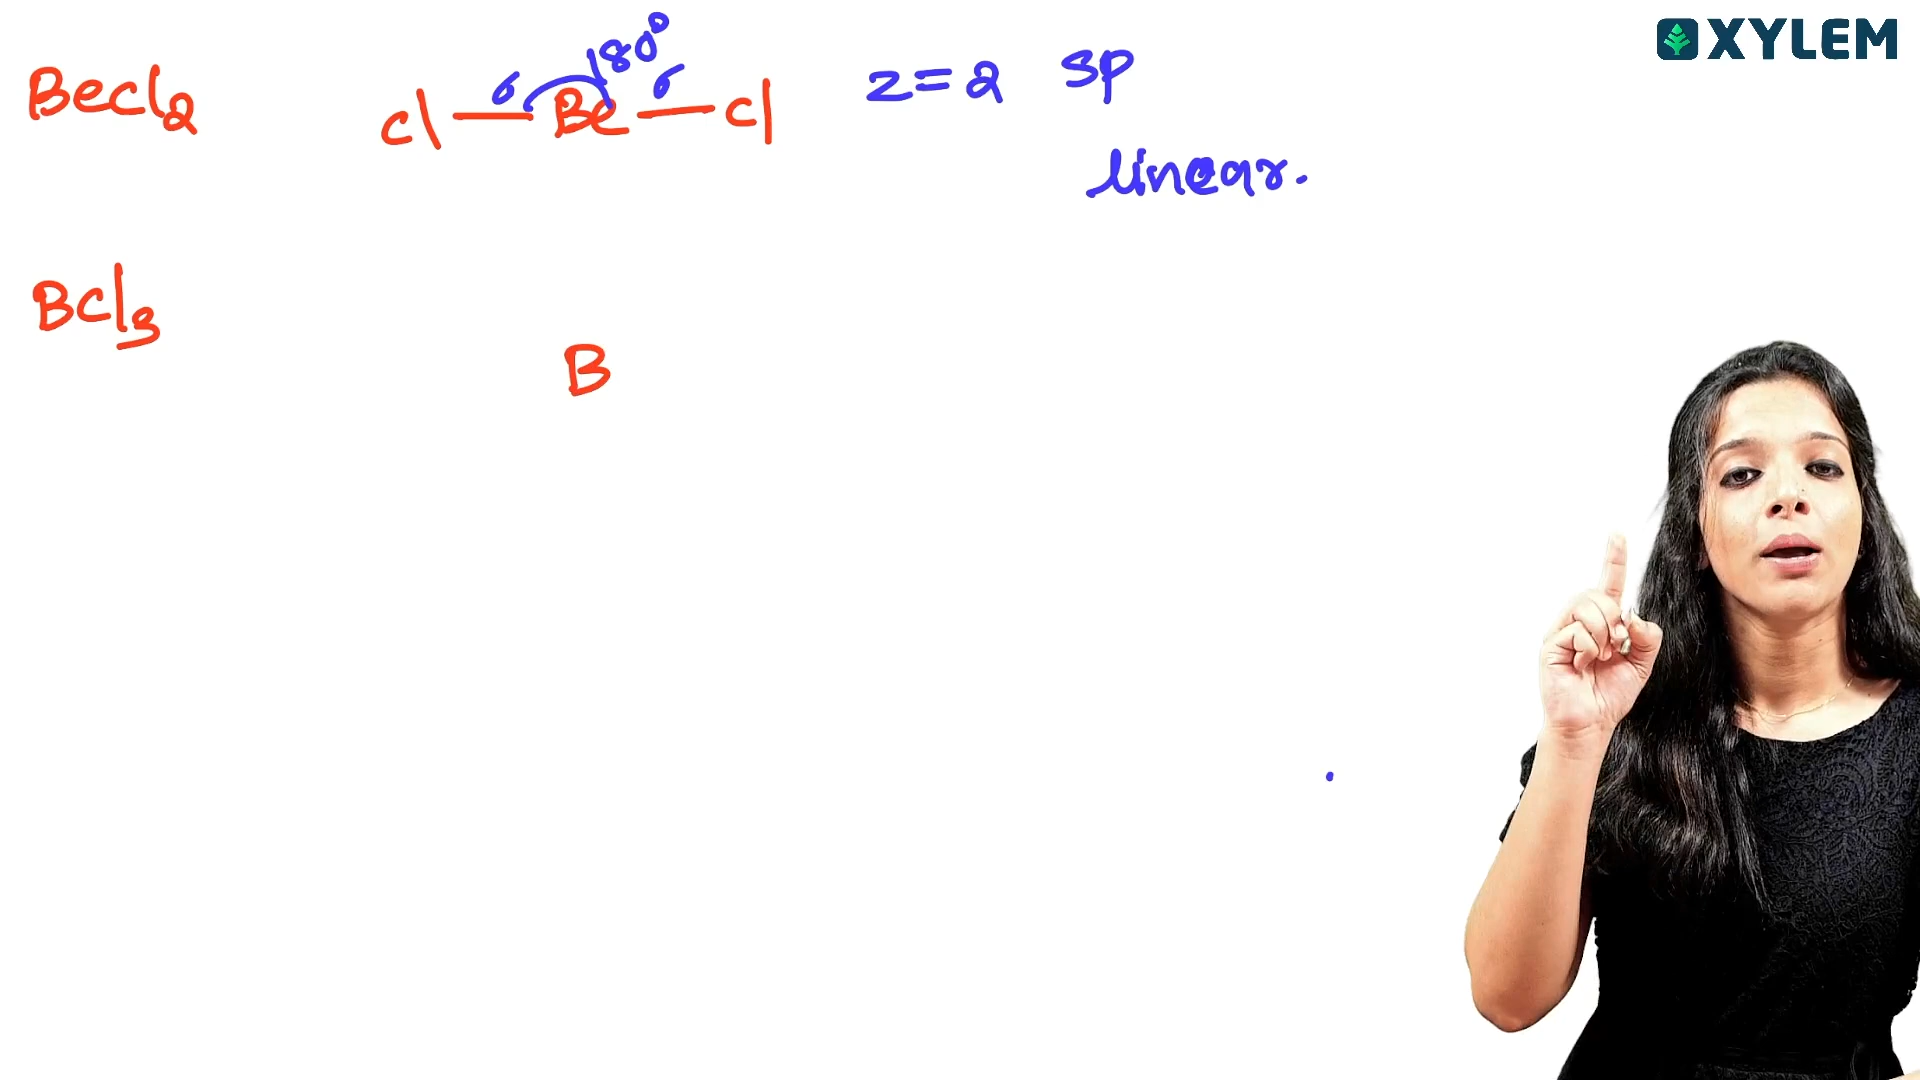 XYLEM
BeCl2
Cl — Be — Cl
σ σ
180°
z = 2 sp
linear.
BCl3
B